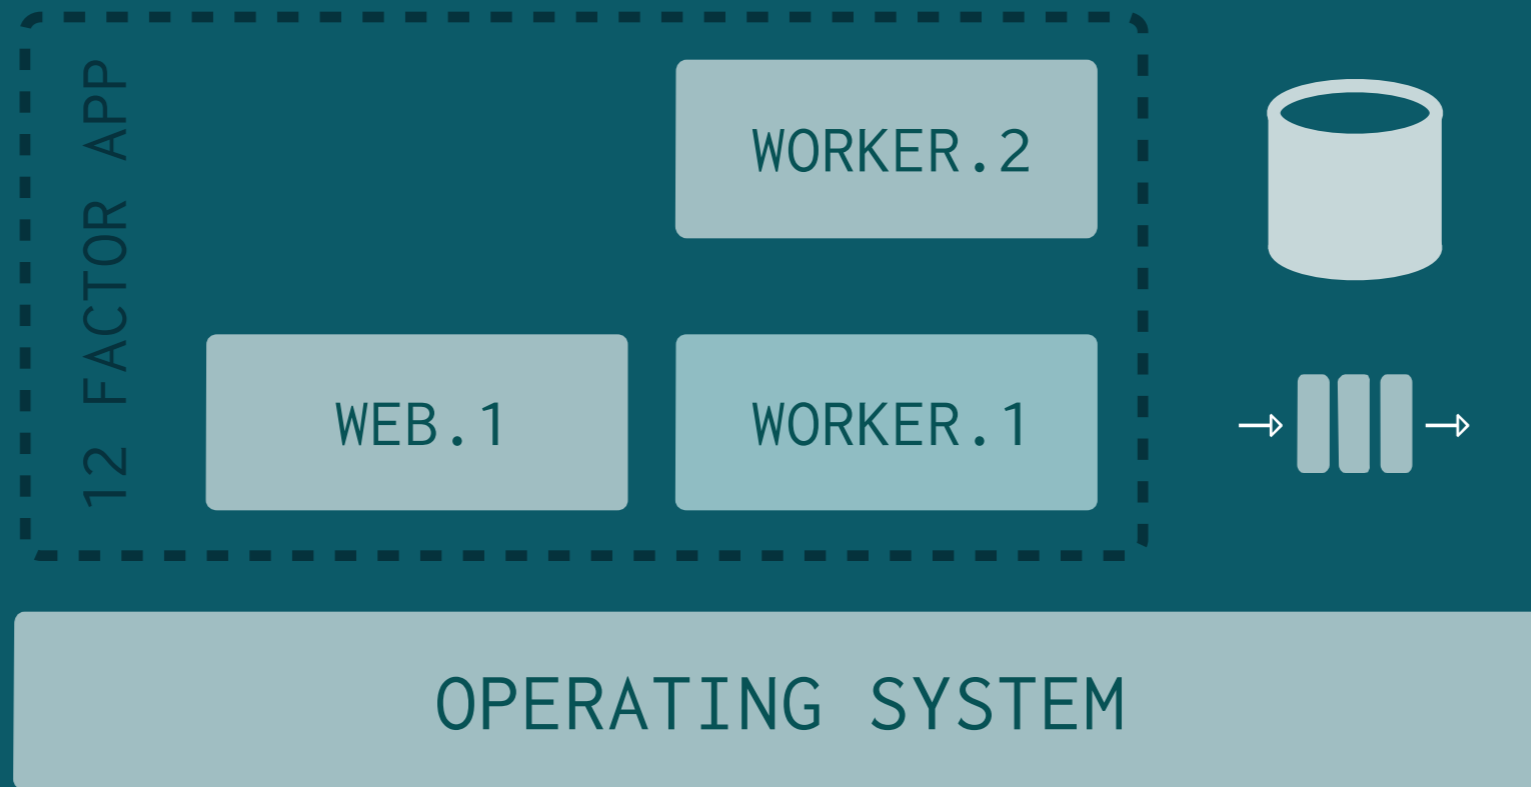 12 FACTOR APP
WORKER.2
WEB.1
WORKER.1
OPERATING SYSTEM